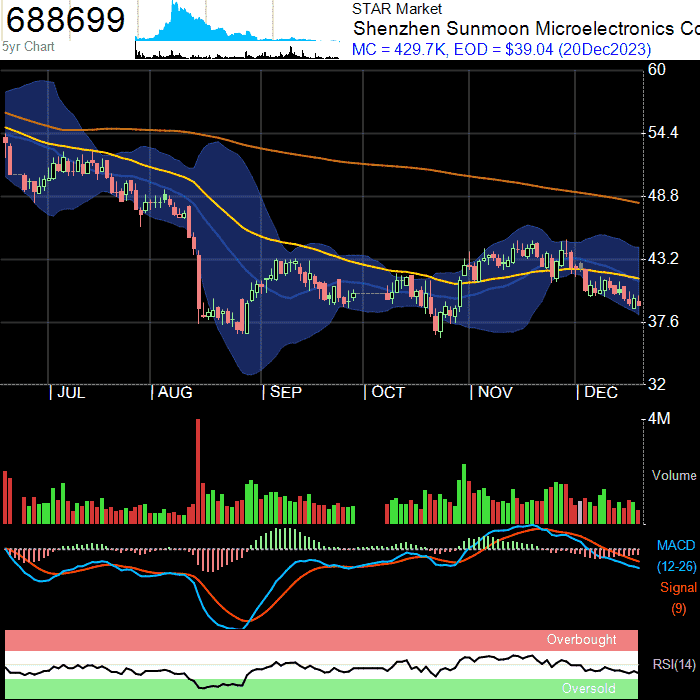 688699
5yr Chart
STAR Market
Shenzhen Sunmoon Microelectronics Co
MC = 429.7K, EOD = $39.04 (20Dec2023)
60
54.4
48.8
43.2
37.6
32
JUL AUG SEP OCT NOV DEC
4M
Volume
MACD
(12-26)
Signal
(9)
Overbought
RSI(14)
Oversold